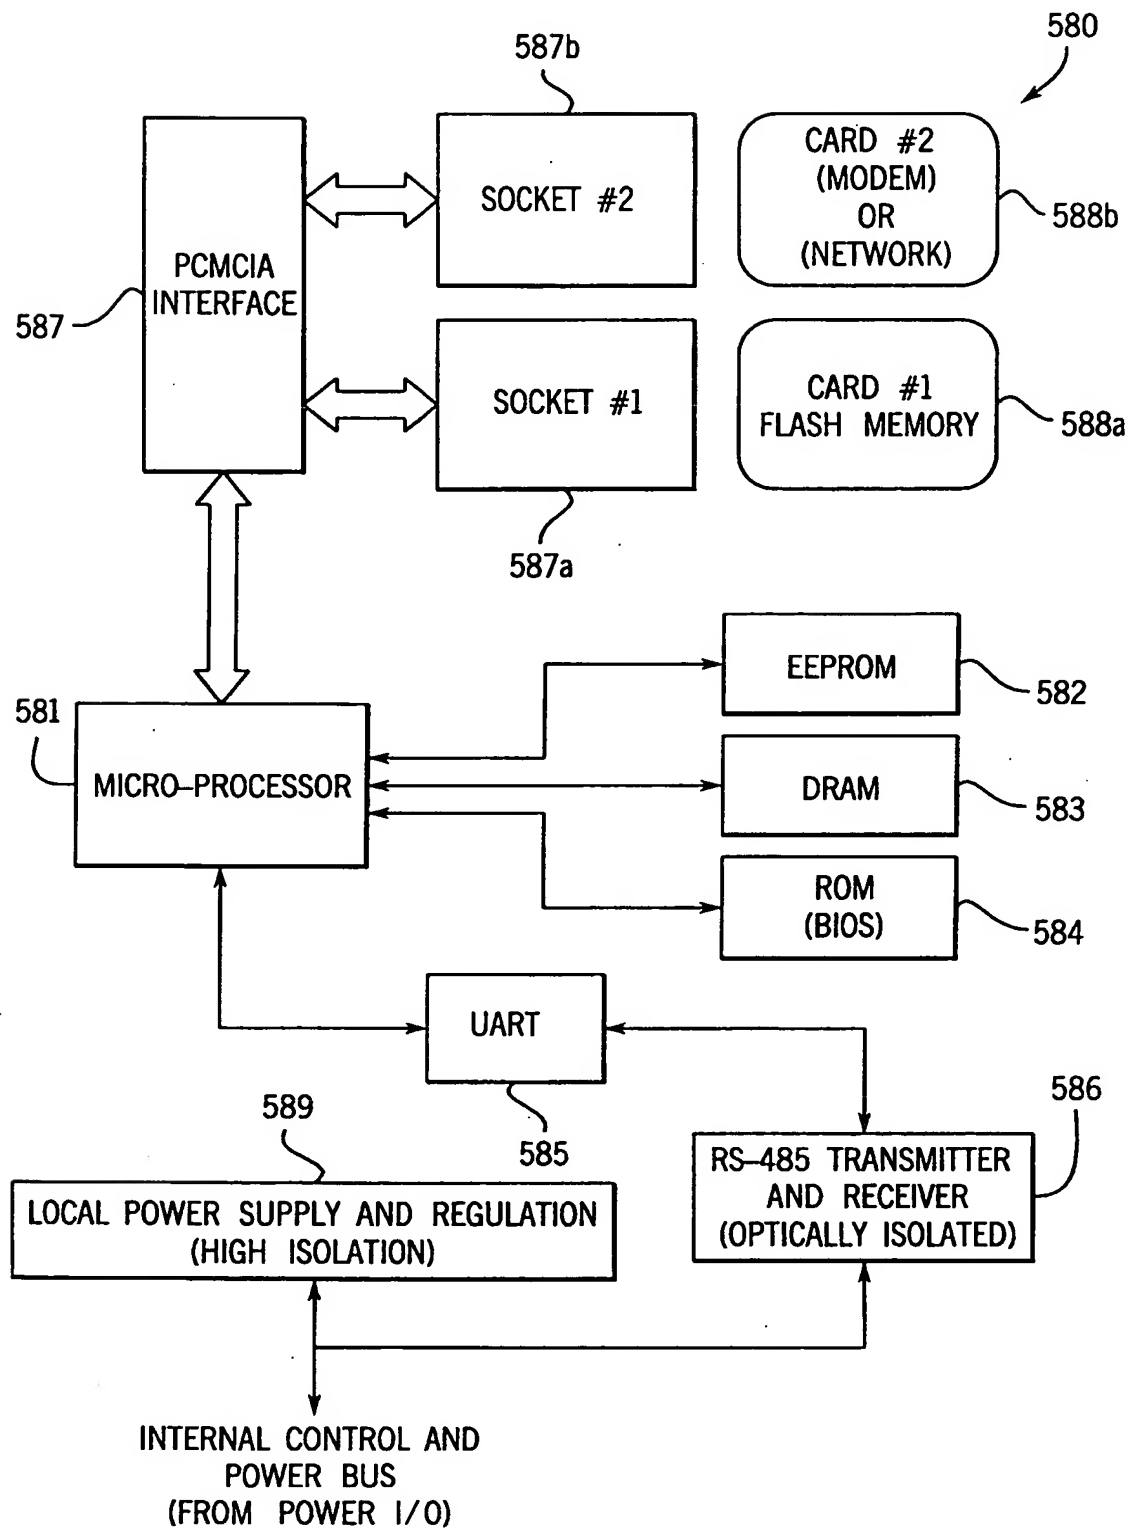 580
587b
CARD #2
(MODEM)
OR
(NETWORK)
588b
SOCKET #2
PCMCIA
INTERFACE
587
SOCKET #1
CARD #1
FLASH MEMORY
588a
587a
EEPROM
582
581
MICRO-PROCESSOR
DRAM
583
ROM
(BIOS)
584
UART
585
586
589
RS-485 TRANSMITTER
AND RECEIVER
(OPTICALLY ISOLATED)
LOCAL POWER SUPPLY AND REGULATION
(HIGH ISOLATION)
INTERNAL CONTROL AND
POWER BUS
(FROM POWER I/O)